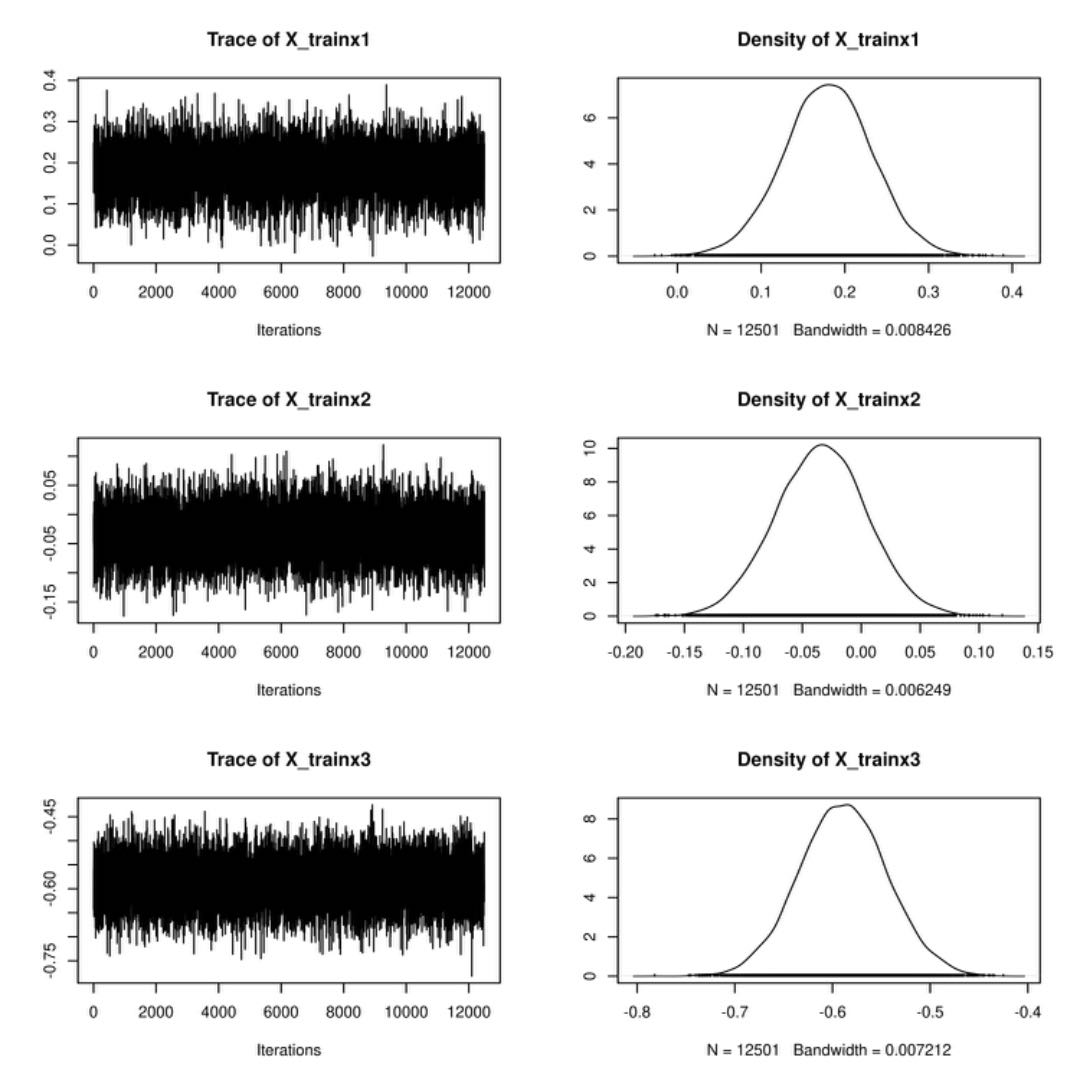 Trace of X_trainx1
0.4
0.3
0.2
0.1
0.0
0 2000 4000 6000 8000 10000 12000
Iterations
Density of X_trainx1
6
4
2
0
0.0 0.1 0.2 0.3 0.4
N = 12501 Bandwidth = 0.008426
Trace of X_trainx2
0.05
-0.05
-0.15
0 2000 4000 6000 8000 10000 12000
Iterations
Density of X_trainx2
10
8
6
4
2
0
-0.20 -0.15 -0.10 -0.05 0.00 0.05 0.10 0.15
N = 12501 Bandwidth = 0.006249
Trace of X_trainx3
-0.45
-0.60
-0.75
0 2000 4000 6000 8000 10000 12000
Iterations
Density of X_trainx3
8
6
4
2
0
-0.8 -0.7 -0.6 -0.5 -0.4
N = 12501 Bandwidth = 0.007212